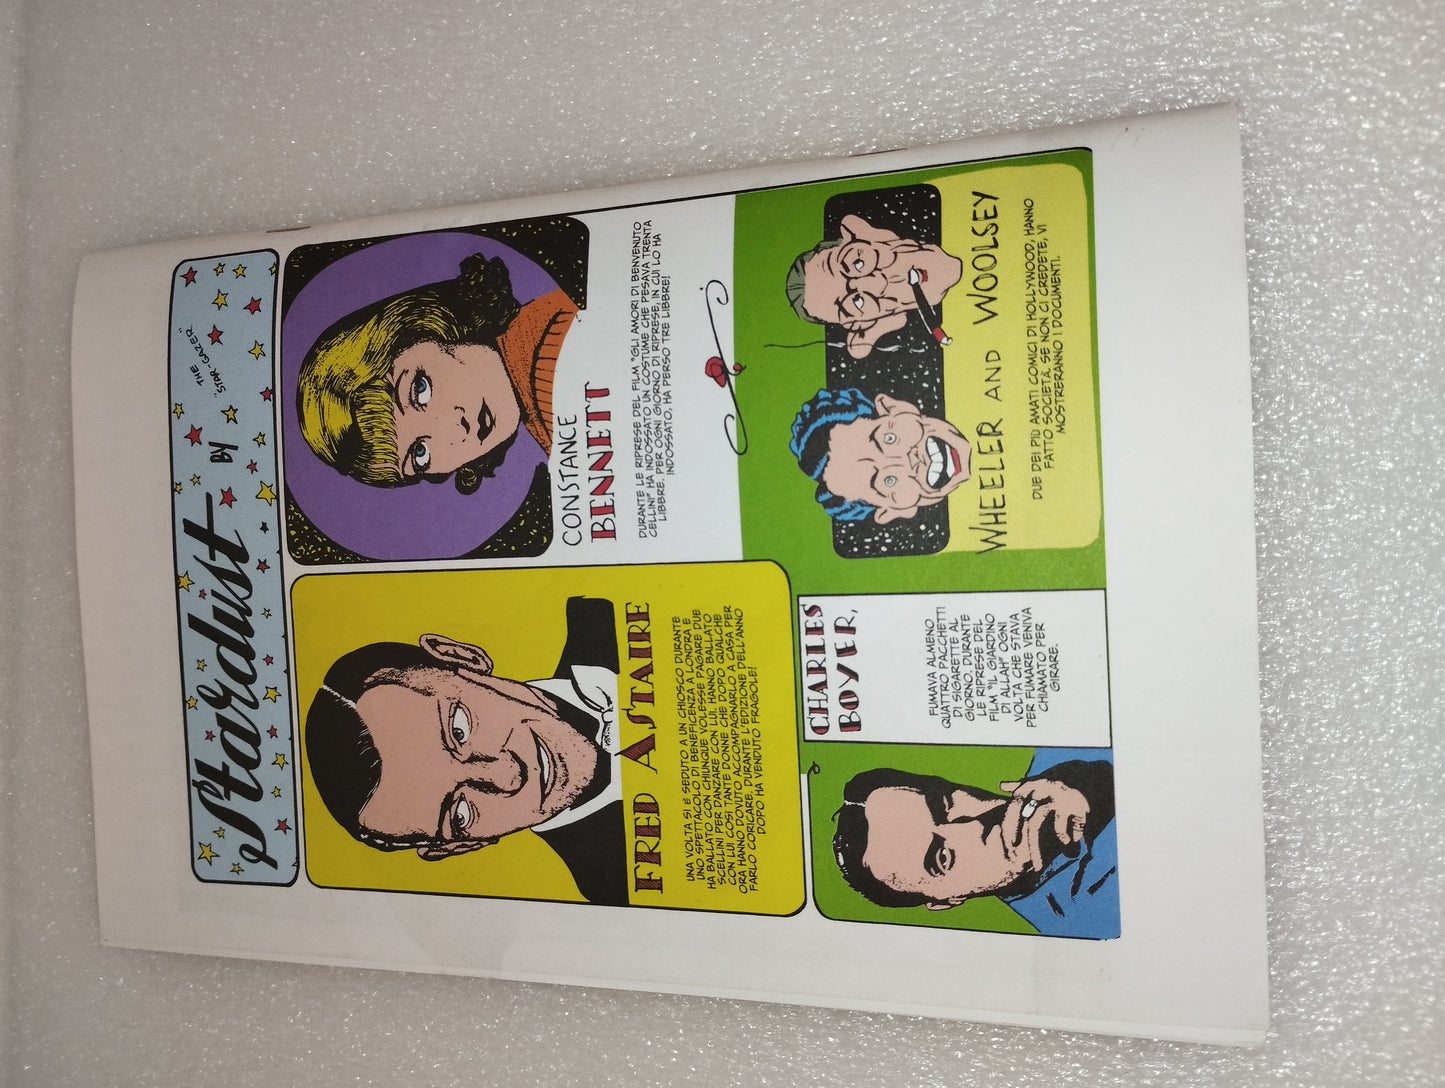 Stardust BY
THE
"STAR-GAZER"
FRED ASTAIRE
UNA VOLTA SI È SEDUTO A UN CHIOSCO DURANTE
UNO SPETTACOLO DI BENEFICENZA A LONDRA E
HA BALLATO CON CHIUNQUE VOLESSE PAGARE DUE
SCELLINI PER DANZARE CON LUI. HANNO BALLATO
CON LUI COSÌ TANTE DONNE CHE DOPO QUALCHE
ORA HANNO DOVUTO ACCOMPAGNARLO A CASA PER
FARLO CORICARE. DURANTE L'EDIZIONE DELL'ANNO
DOPO HA VENDUTO FRAGOLE!
CONSTANCE
BENNETT
DURANTE LE RIPRESE DEL FILM "GLI AMORI DI BENVENUTO
CELLINI" HA INDOSSATO UN COSTUME CHE PESAVA TRENTA
LIBBRE. PER OGNI GIORNO DI RIPRESE, IN CUI LO HA
INDOSSATO, HA PERSO TRE LIBBRE!
CHARLES
BOYER,
FUMAVA ALMENO
QUATTRO PACCHETTI
DI SIGARETTE AL
GIORNO DURANTE
LE RIPRESE DEL
FILM "IL GIARDINO
DI ALLAH" OGNI
VOLTA CHE STAVA
PER FUMARE VENIVA
CHIAMATO PER
GIRARE.
WHEELER AND WOOLSEY
DUE DEI PIÙ AMATI COMICI DI HOLLYWOOD, HANNO
FATTO SOCIETÀ. SE NON CI CREDETE, VI
MOSTRERANNO I DOCUMENTI.